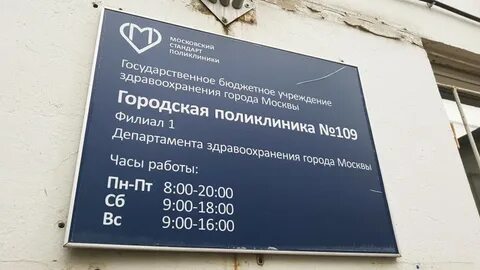 МОСКОВСКИЙ
СТАНДАРТ
ПОЛИКЛИНИКИ
Государственное бюджетное учреждение
здравоохранения города Москвы
Городская поликлиника №109
Филиал 1
Департамента здравоохранения города Москвы
Часы работы:
Пн-Пт 8:00-20:00
Сб 9:00-18:00
Вс 9:00-16:00